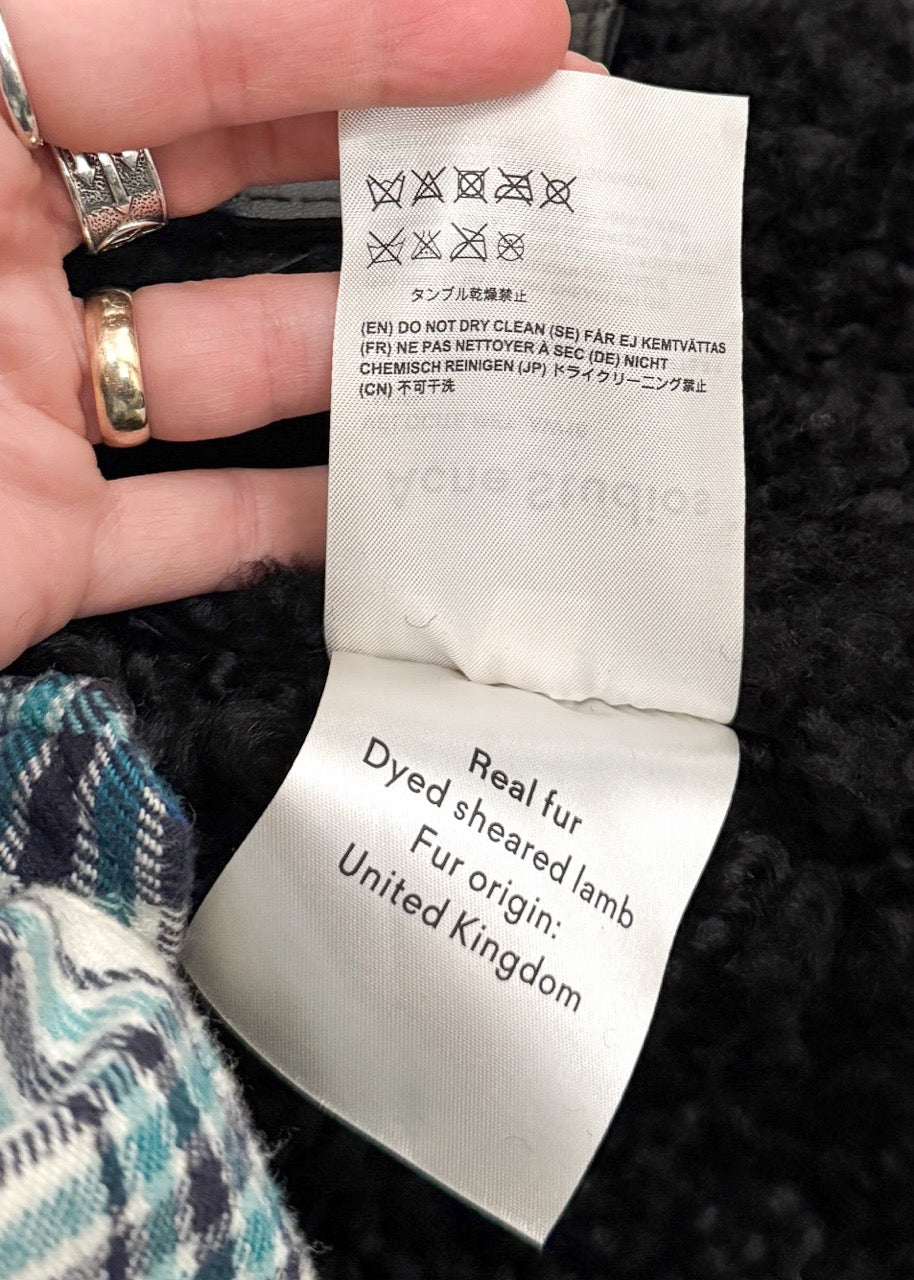 タンブル乾燥禁止
(EN) DO NOT DRY CLEAN (SE) FÅR EJ KEMTVÄTTAS
(FR) NE PAS NETTOYER À SEC (DE) NICHT
CHEMISCH REINIGEN (JP) ドライクリーニング禁止
(CN) 不可干洗
Acne Studios
Real fur
Dyed sheared lamb
Fur origin:
United Kingdom